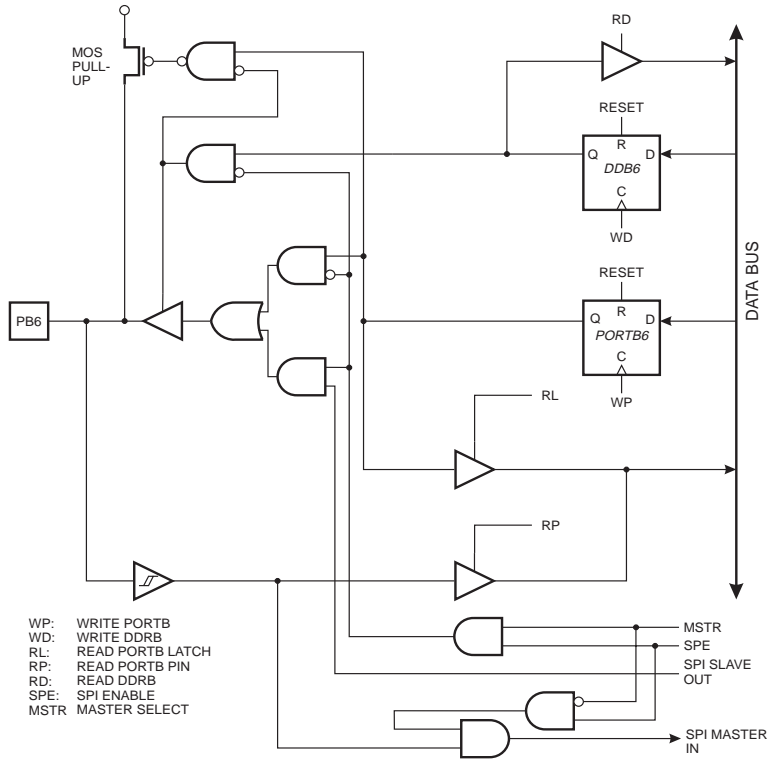 RD
MOS
PULL-
UP
RESET
R
Q
D
DDB6
C
WD
DATA BUS
RESET
R
Q
D
PORTB6
C
WP
PB6
RL
RP
WP: WRITE PORTB
WD: WRITE DDRB
RL: READ PORTB LATCH
RP: READ PORTB PIN
RD: READ DDRB
SPE: SPI ENABLE
MSTR MASTER SELECT
MSTR
SPE
SPI SLAVE
OUT
SPI MASTER
IN